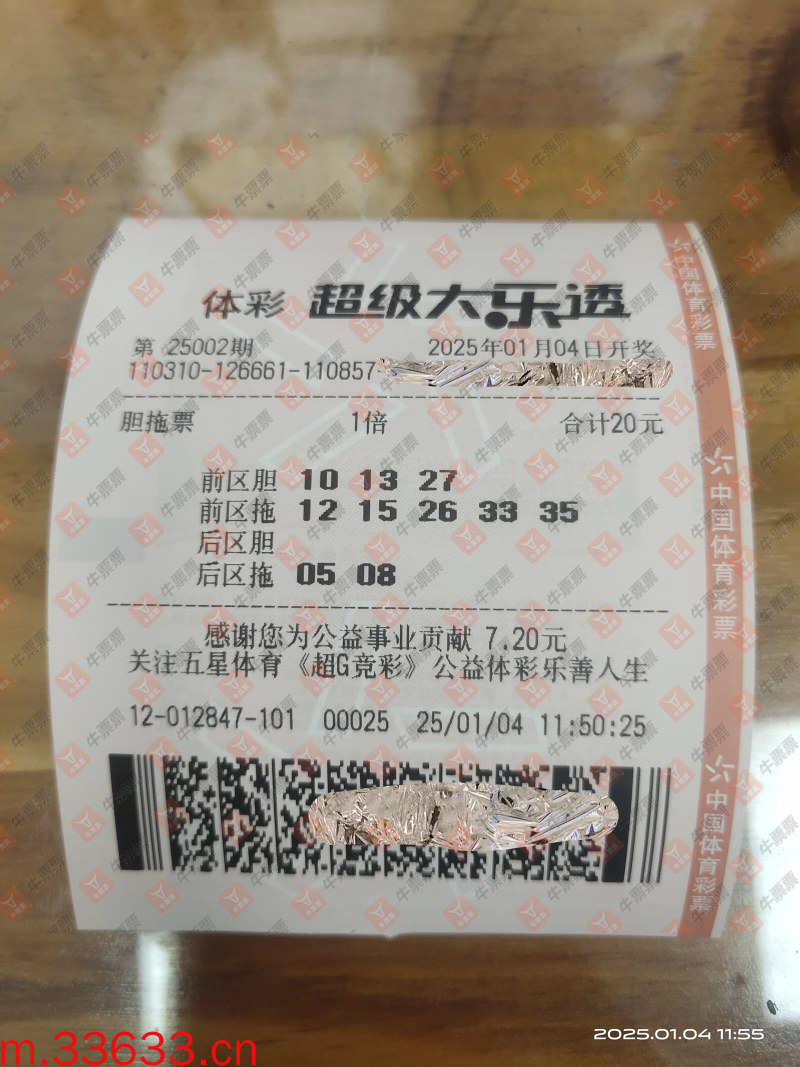 体彩 超级大乐透
第 25002期 2025年01月04日开奖
110310-126661-110857
胆拖票 1倍 合计20元
前区胆 10 13 27
前区拖 12 15 26 33 35
后区胆
后区拖 05 08
感谢您为公益事业贡献 7.20元
关注五星体育《超G竞彩》公益体彩乐善人生
12-012847-101 00025 25/01/04 11:50:25
中国体育彩票
中国体育彩票
中国体育彩票
牛票票
2025.01.04 11:55
m.33633.cn